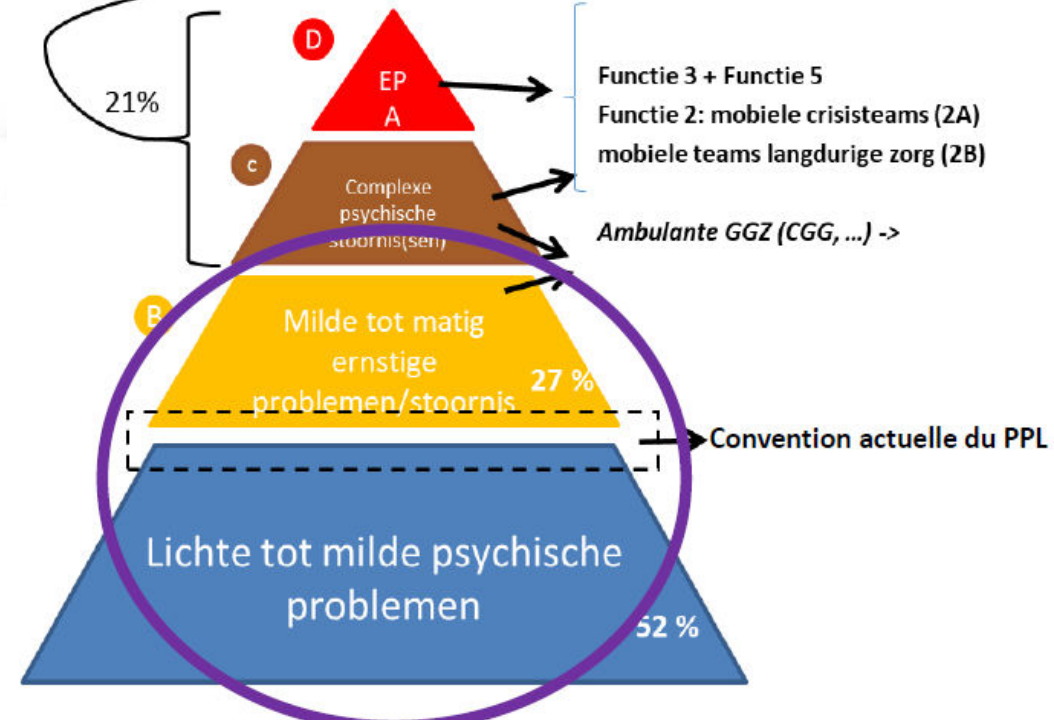 D
EP
A
21%
Functie 3 + Functie 5
Functie 2: mobiele crisisteams (2A)
mobiele teams langdurige zorg (2B)
c
Complexe
psychische
stoornis(sen)
Ambulante GGZ (CGG, ...) ->
B
Milde tot matig
ernstige
problemen/stoornis
27 %
Convention actuelle du PPL
Lichte tot milde psychische
problemen
52 %